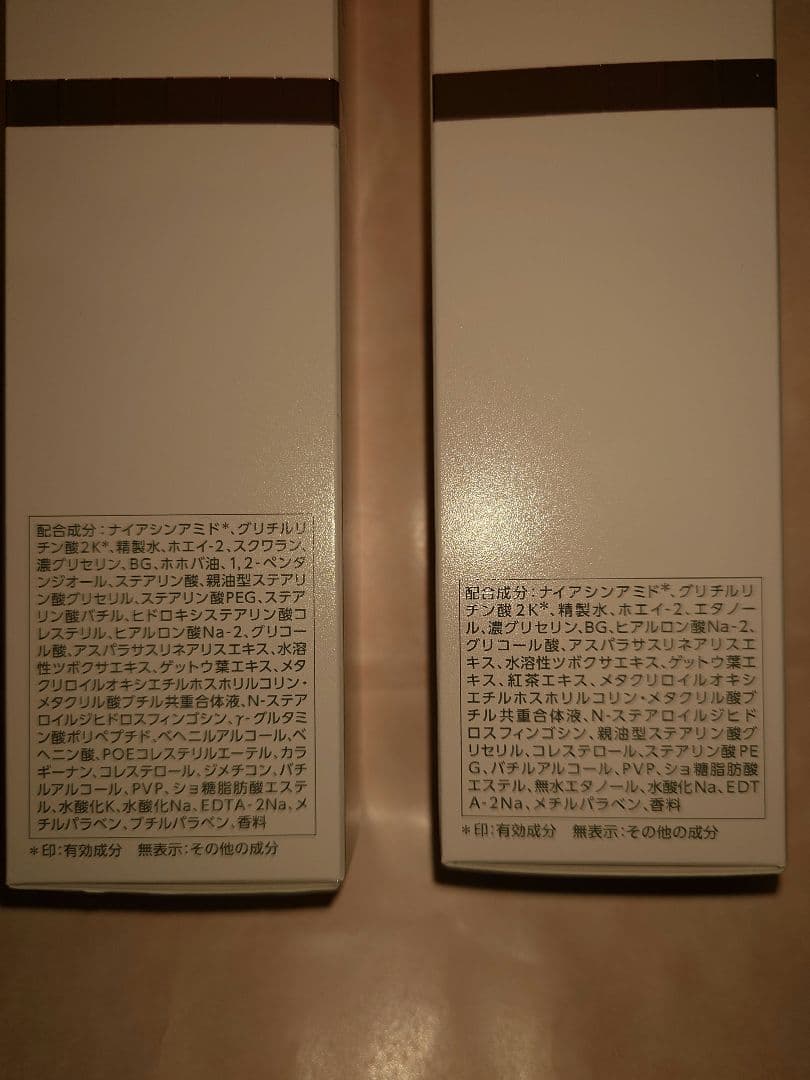 配合成分：ナイアシンアミド*、グリチルリ
チン酸2K*、精製水、ホエイ-2、スクワラン、
濃グリセリン、BG、ホホバ油、1,2-ペンタ
ンジオール、ステアリン酸、親油型ステアリ
ン酸グリセリル、ステアリン酸PEG、ステア
リン酸バチル、ヒドロキシステアリン酸コ
レステリル、ヒアルロン酸Na-2、グリコー
ル酸、アスパラサスリネアリスエキス、水溶
性ツボクサエキス、ゲットウ葉エキス、メタ
クリロイルオキシエチルホスホリルコリン・
メタクリル酸ブチル共重合体液、N-ステア
ロイルジヒドロスフィンゴシン、γ-グルタミ
ン酸ポリペプチド、ベヘニルアルコール、ベ
ヘニン酸、POEコレステリルエーテル、カラ
ギーナン、コレステロール、ジメチコン、バチ
ルアルコール、PVP、ショ糖脂肪酸エステ
ル、水酸化K、水酸化Na、EDTA-2Na、メ
チルパラベン、ブチルパラベン、香料
*印：有効成分　無表示：その他の成分
配合成分：ナイアシンアミド*、グリチルリ
チン酸2K*、精製水、ホエイ-2、エタノー
ル、濃グリセリン、BG、ヒアルロン酸Na-2、
グリコール酸、アスパラサスリネアリスエ
キス、水溶性ツボクサエキス、ゲットウ葉エ
キス、紅茶エキス、メタクリロイルオキシ
エチルホスホリルコリン・メタクリル酸ブ
チル共重合体液、N-ステアロイルジヒド
ロスフィンゴシン、親油型ステアリン酸グ
リセリル、コレステロール、ステアリン酸PE
G、バチルアルコール、PVP、ショ糖脂肪酸
エステル、無水エタノール、水酸化Na、EDT
A-2Na、メチルパラベン、香料
*印：有効成分　無表示：その他の成分